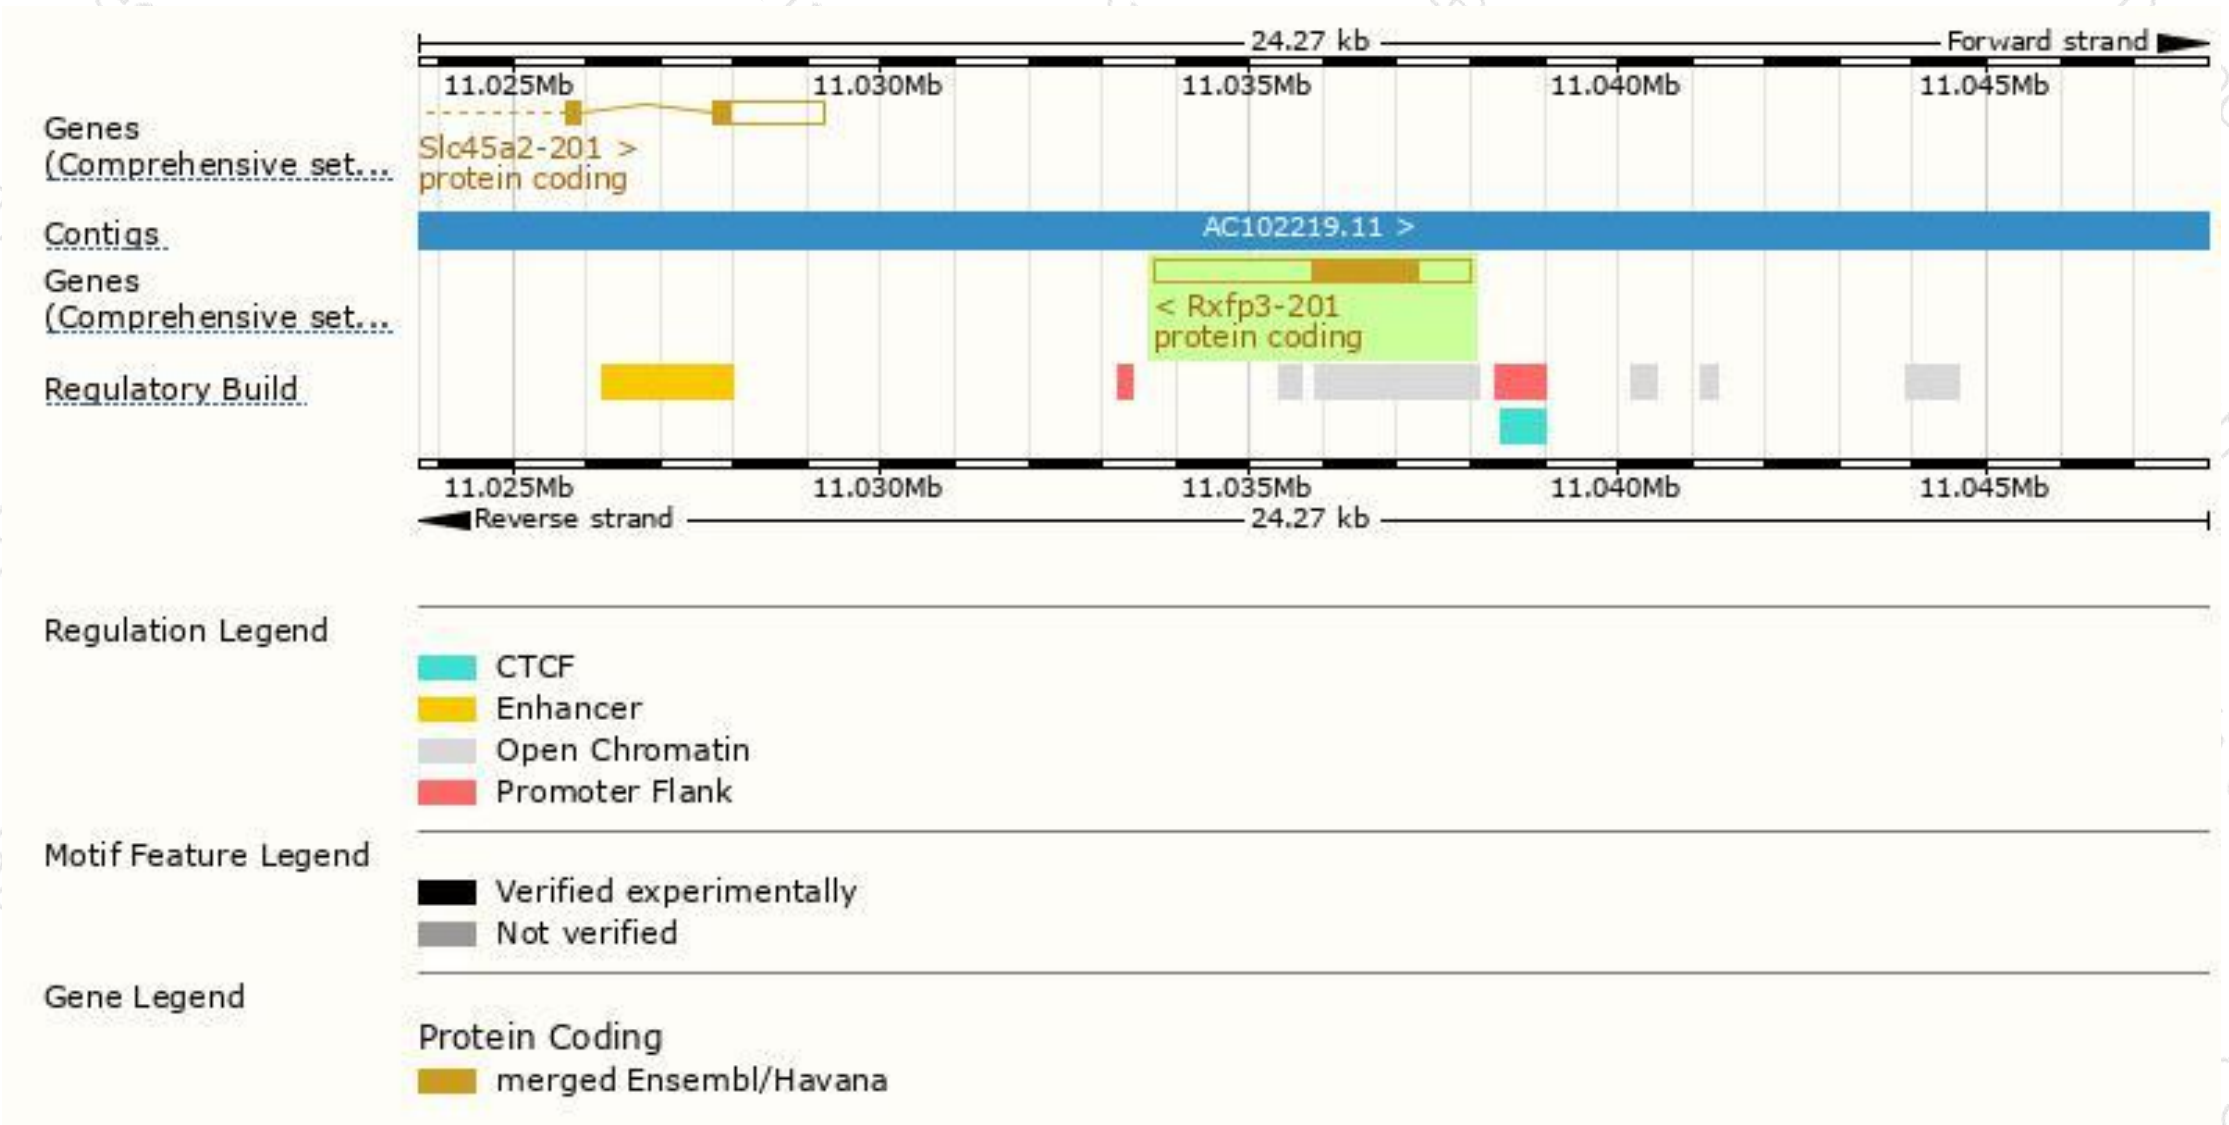 24.27 kb Forward strand
11.025Mb 11.030Mb 11.035Mb 11.040Mb 11.045Mb
Genes
(Comprehensive set...
Slc45a2-201 >
protein coding
Contigs
AC102219.11 >
Genes
(Comprehensive set...
< Rxfp3-201
protein coding
Regulatory Build
11.025Mb 11.030Mb 11.035Mb 11.040Mb 11.045Mb
Reverse strand 24.27 kb
Regulation Legend
CTCF
Enhancer
Open Chromatin
Promoter Flank
Motif Feature Legend
Verified experimentally
Not verified
Gene Legend
Protein Coding
merged Ensembl/Havana